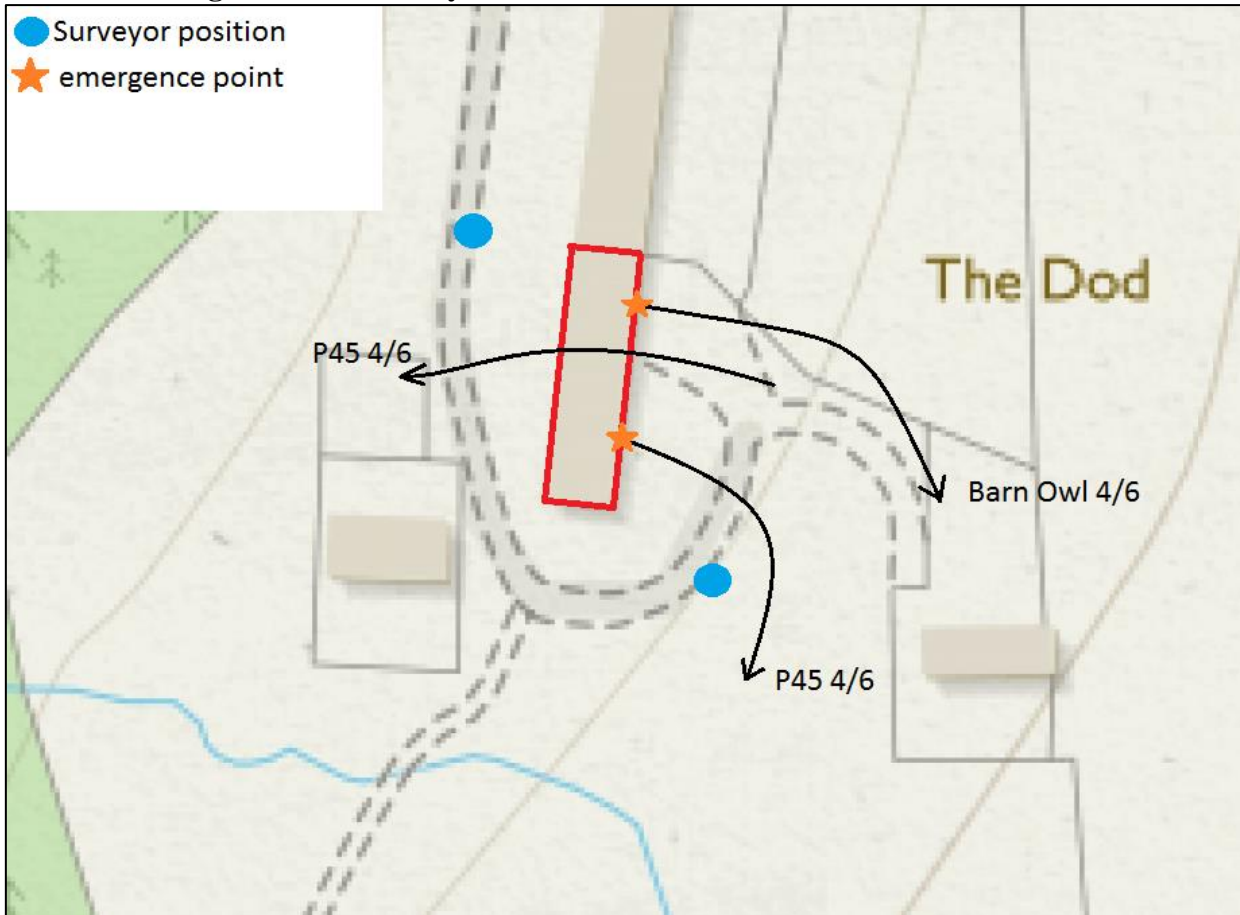 Surveyor position
emergence point
The Dod
P45 4/6
Barn Owl 4/6
P45 4/6